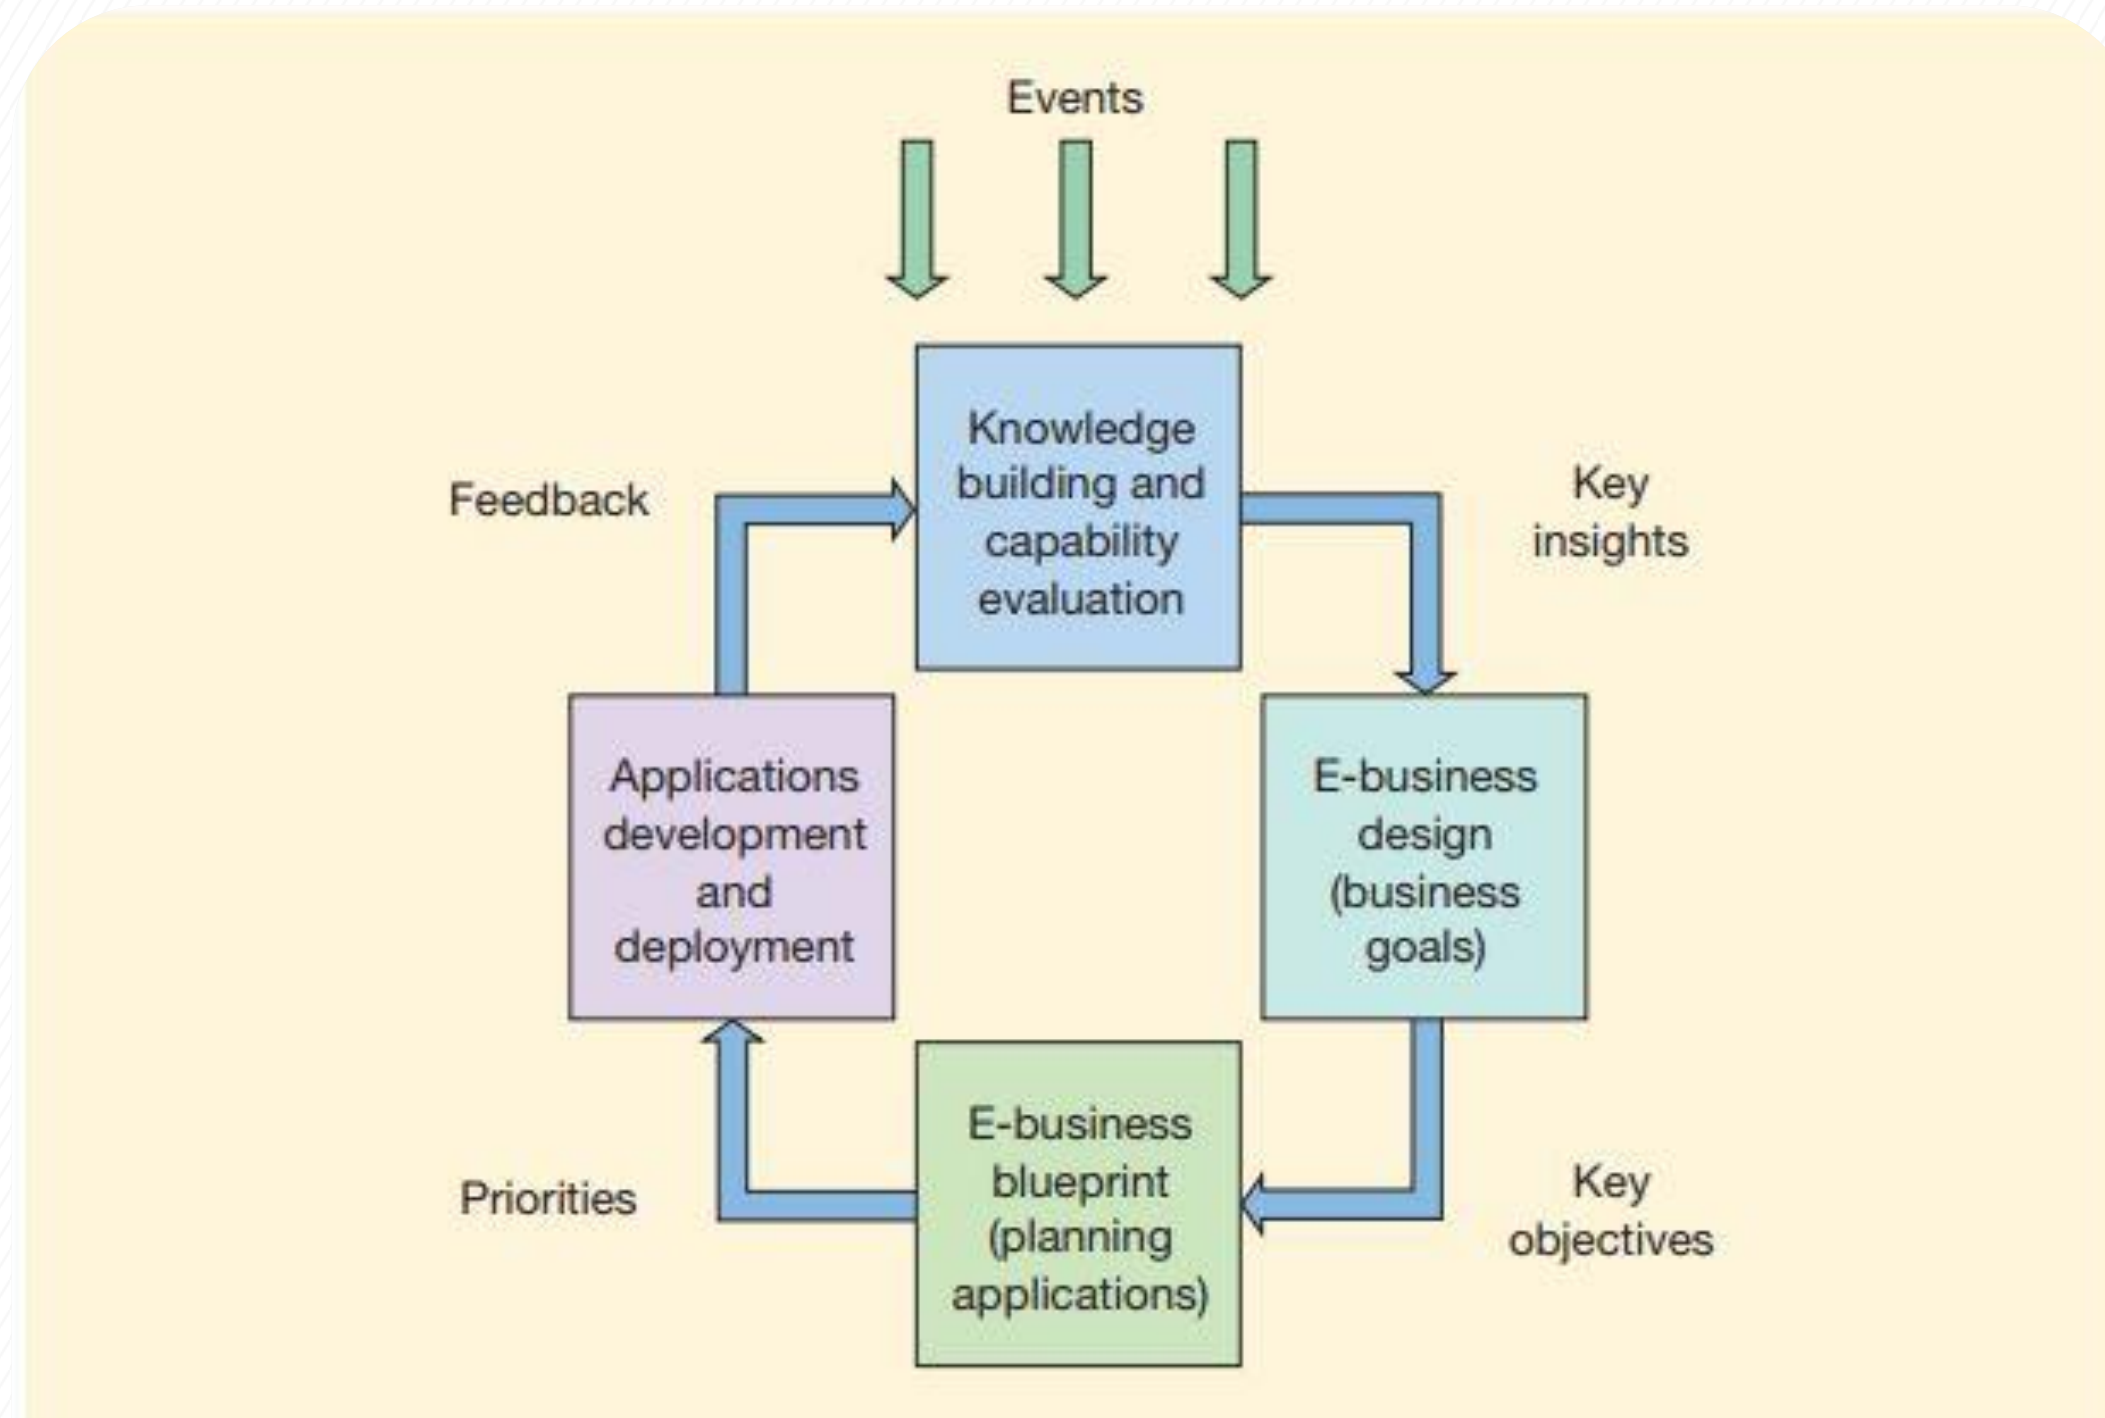 Events
Knowledge
building and
capability
evaluation
Feedback
Key
insights
Applications
development
and
deployment
E-business
design
(business
goals)
E-business
blueprint
(planning
applications)
Priorities
Key
objectives